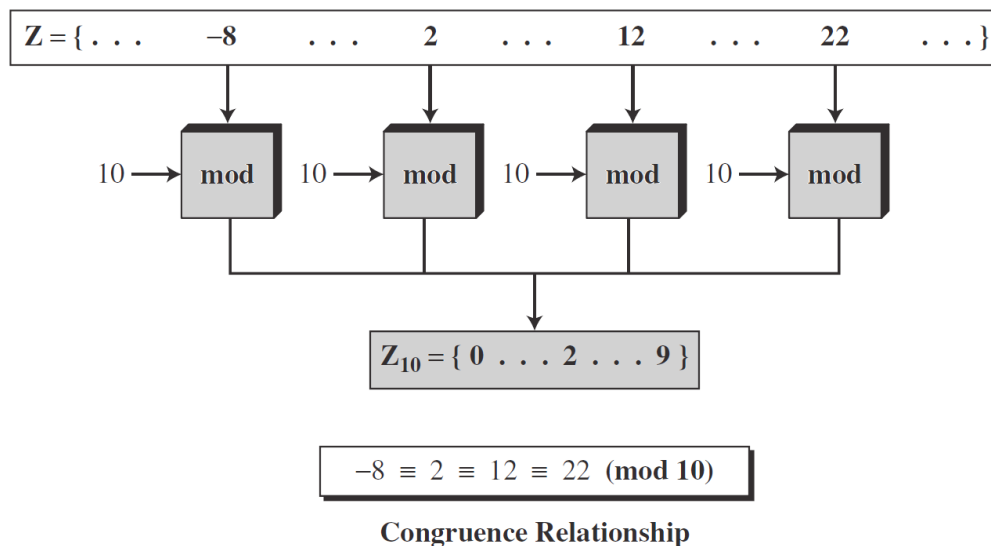 Z = { . . . −8 . . . 2 . . . 12 . . . 22 . . . }
10 mod 10 mod 10 mod 10 mod
Z₁₀ = { 0 . . . 2 . . . 9 }
−8 ≡ 2 ≡ 12 ≡ 22 (mod 10)
Congruence Relationship